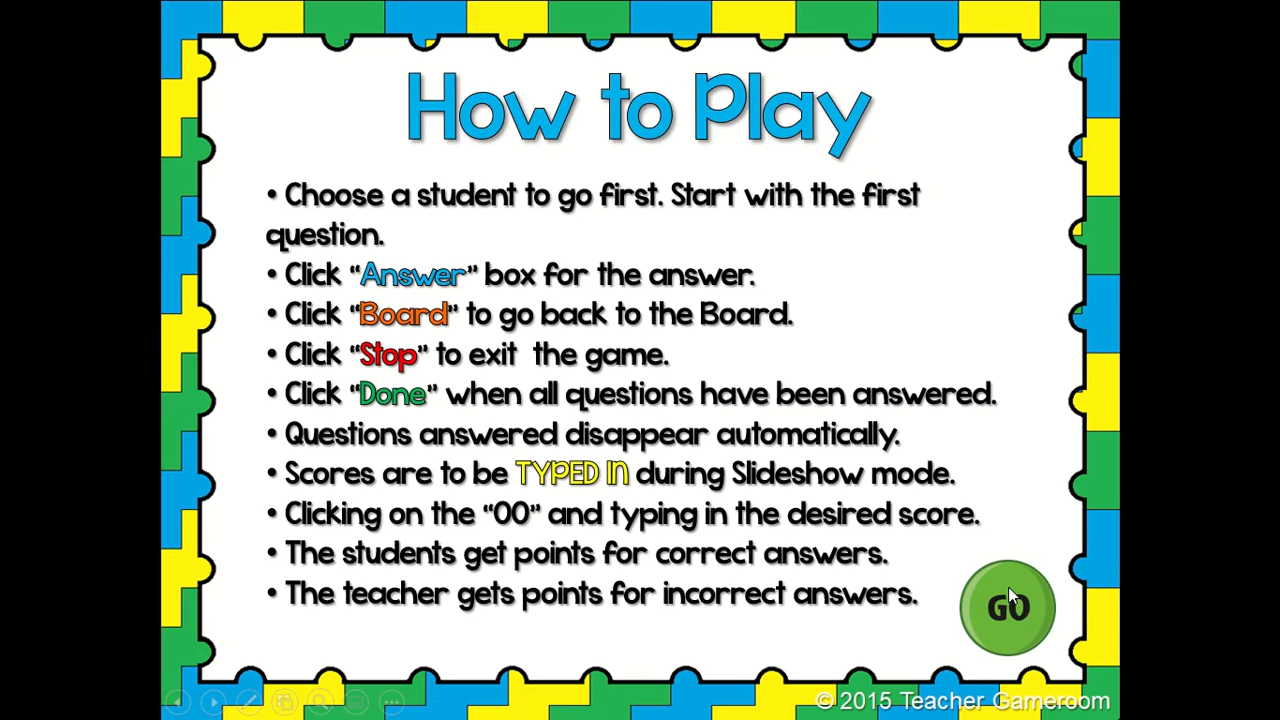 How to Play
• Choose a student to go first. Start with the first
question.
• Click “Answer” box for the answer.
• Click “Board” to go back to the Board.
• Click “Stop” to exit  the game.
• Click “Done” when all questions have been answered.
• Questions answered disappear automatically.
• Scores are to be TYPED IN during Slideshow mode.
• Clicking on the “00” and typing in the desired score.
• The students get points for correct answers.
• The teacher gets points for incorrect answers.
GO
© 2015 Teacher Gameroom